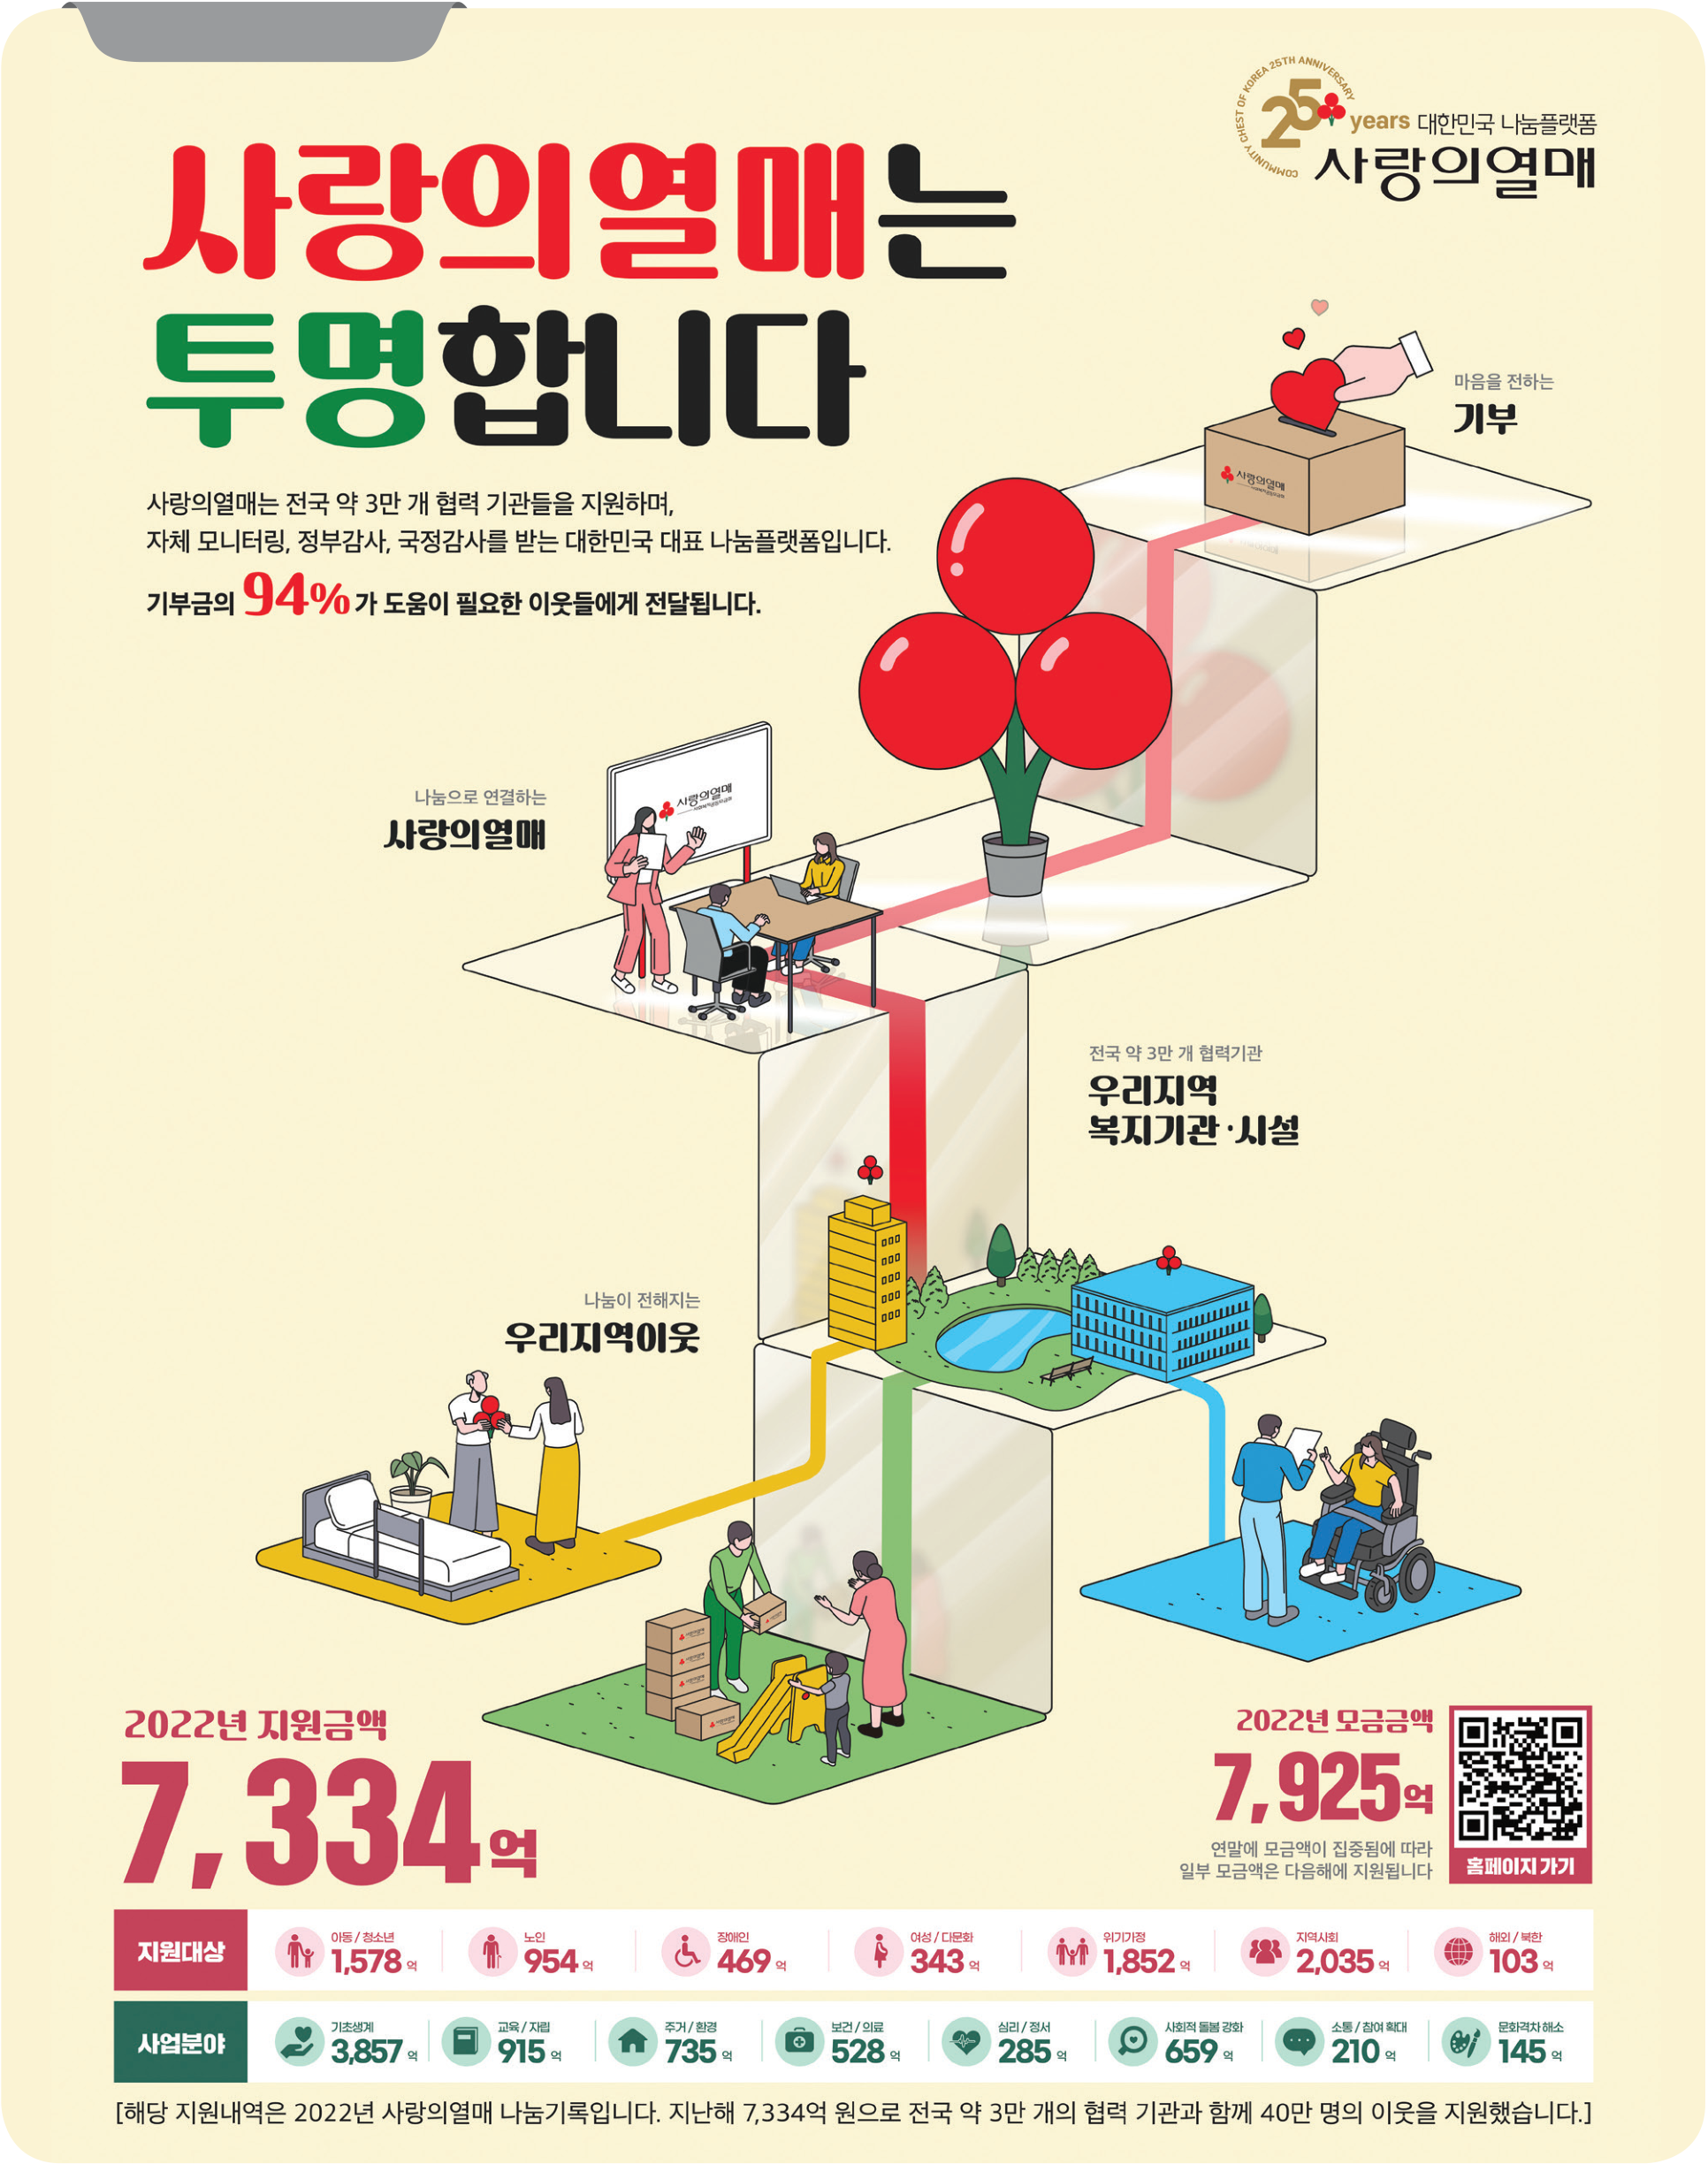 COMMUNITY CHEST OF KOREA 25TH ANNIVERSARY
25 years 대한민국 나눔플랫폼
사랑의열매
사랑의열매는
투명합니다
사랑의열매는 전국 약 3만 개 협력 기관들을 지원하며,
자체 모니터링, 정부감사, 국정감사를 받는 대한민국 대표 나눔플랫폼입니다.
기부금의 94%가 도움이 필요한 이웃들에게 전달됩니다.
마음을 전하는
기부
사랑의열매
나눔으로 연결하는
사랑의열매
사랑의열매
전국 약 3만 개 협력기관
우리지역
복지기관·시설
나눔이 전해지는
우리지역이웃
2022년 지원금액
7,334억
2022년 모금금액
7,925억
연말에 모금액이 집중됨에 따라
일부 모금액은 다음해에 지원됩니다
홈페이지 가기
지원대상
아동 / 청소년
1,578 억
노인
954 억
장애인
469 억
여성 / 다문화
343 억
위기가정
1,852 억
지역사회
2,035 억
해외 / 북한
103 억
사업분야
기초생계
3,857 억
교육 / 자립
915 억
주거 / 환경
735 억
보건 / 의료
528 억
심리 / 정서
285 억
사회적 돌봄 강화
659 억
소통 / 참여 확대
210 억
문화격차 해소
145 억
[해당 지원내역은 2022년 사랑의열매 나눔기록입니다. 지난해 7,334억 원으로 전국 약 3만 개의 협력 기관과 함께 40만 명의 이웃을 지원했습니다.]